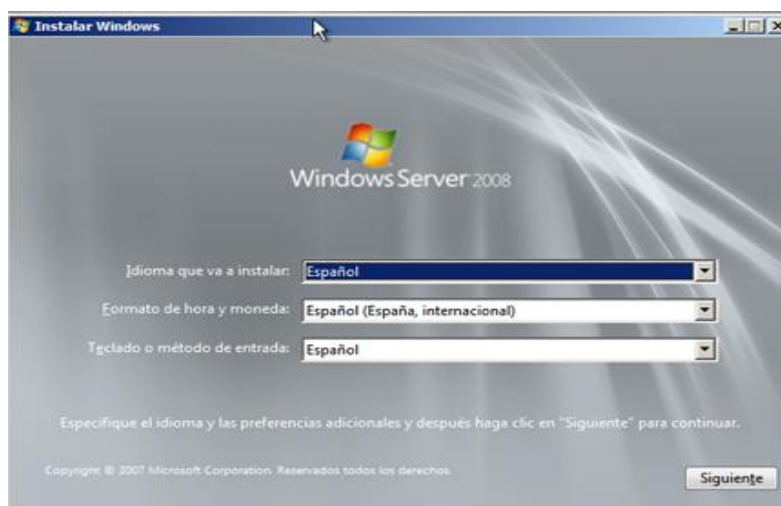 Instalar Windows
Windows Server 2008
Idioma que va a instalar: Español
Formato de hora y moneda: Español (España, internacional)
Teclado o método de entrada: Español
Especifique el idioma y las preferencias adicionales y después haga clic en "Siguiente" para continuar.
Copyright © 2007 Microsoft Corporation. Reservados todos los derechos.
Siguiente